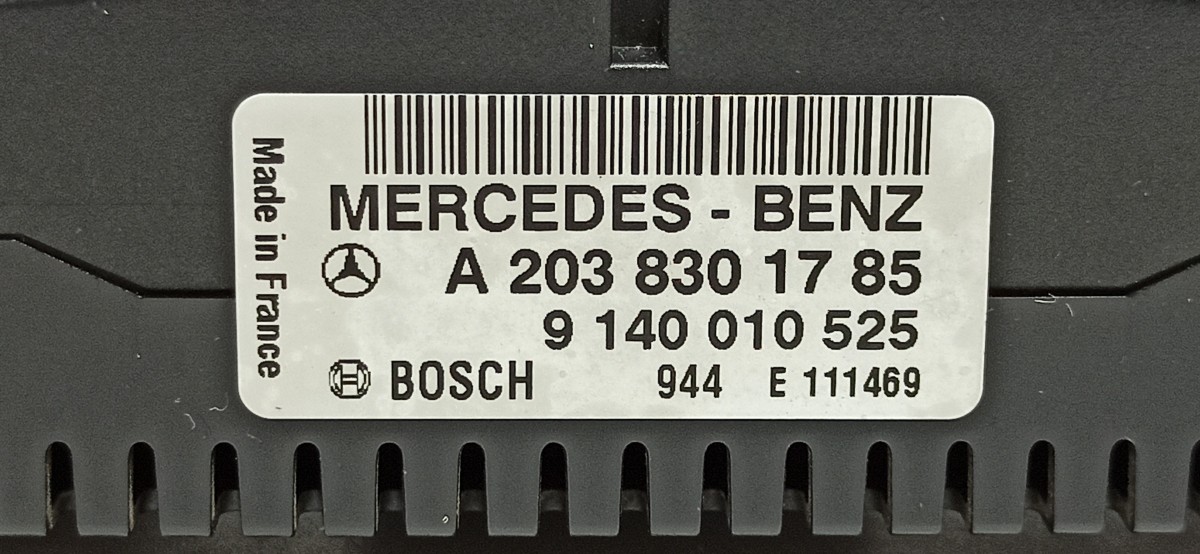 Made in France
MERCEDES - BENZ
A 203 830 17 85
9 140 010 525
BOSCH 944 E 111469